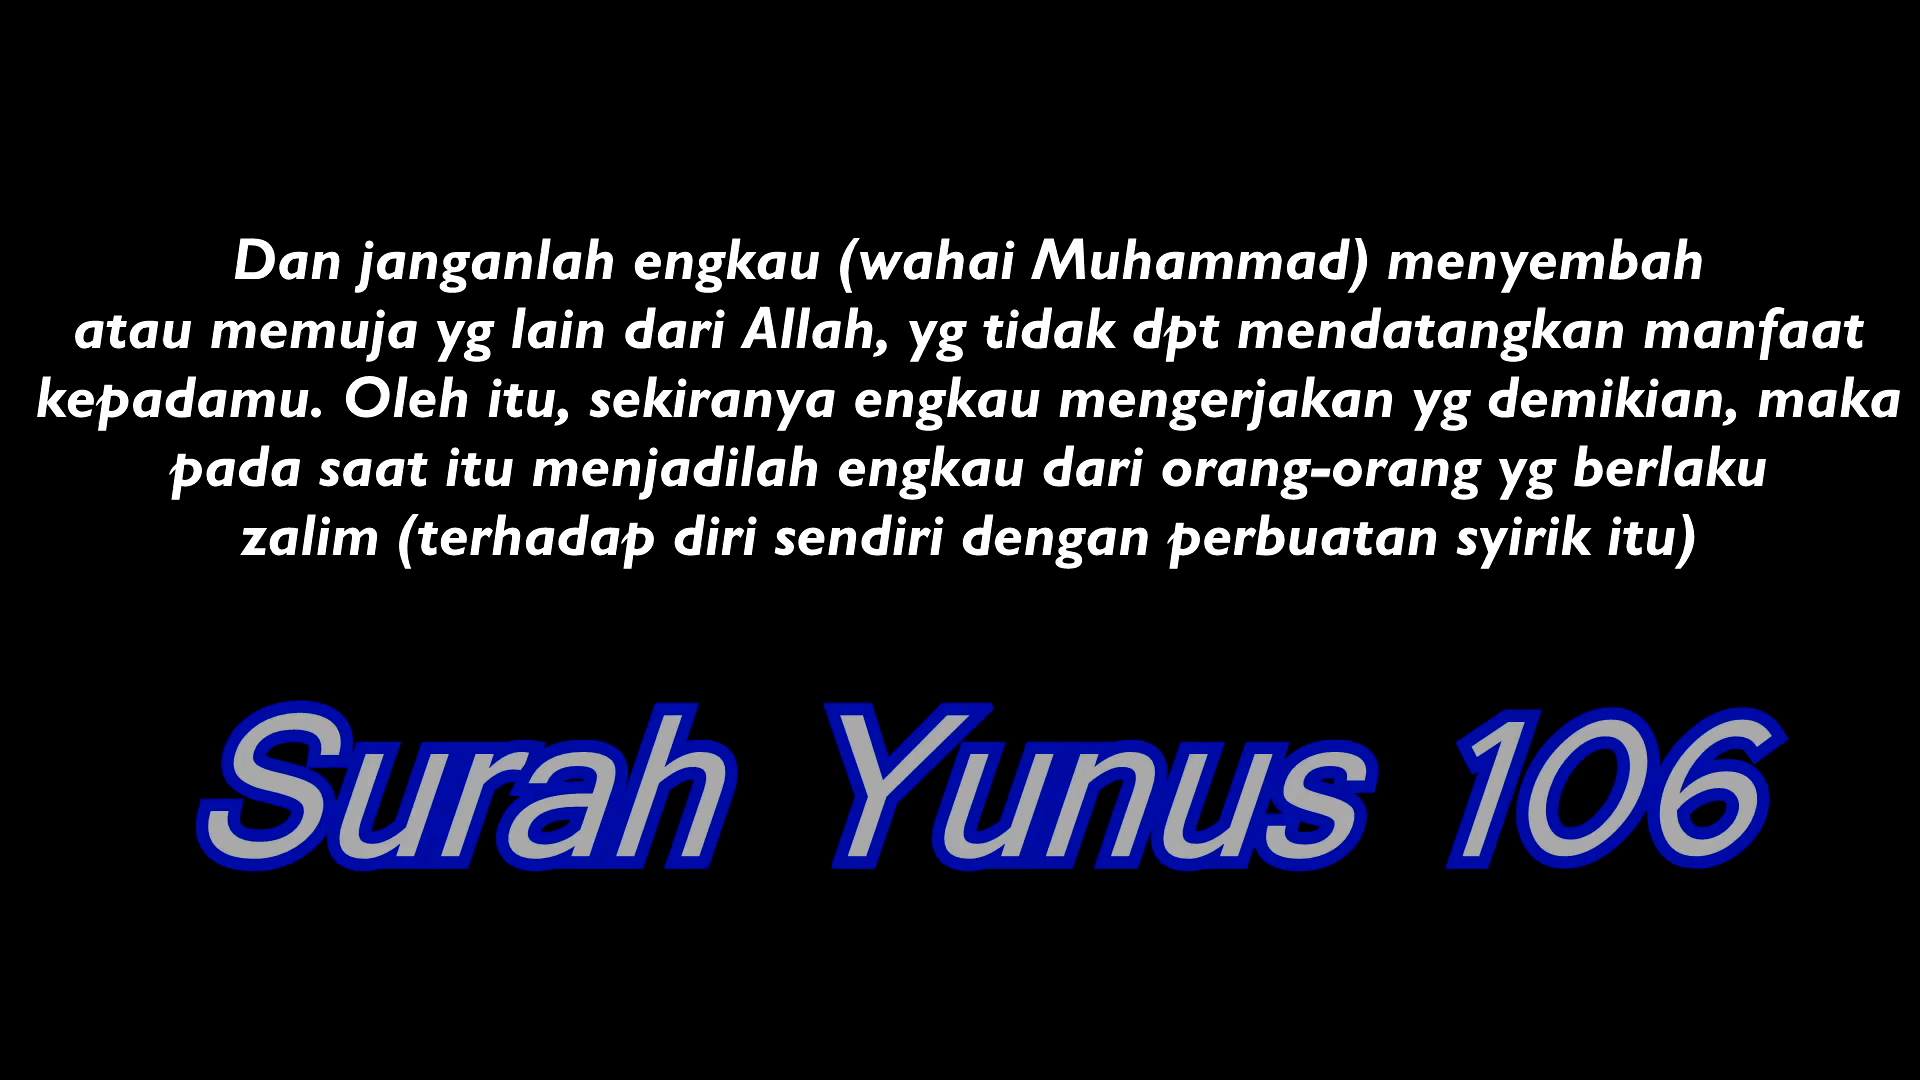 Dan janganlah engkau (wahai Muhammad) menyembah
atau memuja yg lain dari Allah, yg tidak dpt mendatangkan manfaat
kepadamu. Oleh itu, sekiranya engkau mengerjakan yg demikian, maka
pada saat itu menjadilah engkau dari orang-orang yg berlaku
zalim (terhadap diri sendiri dengan perbuatan syirik itu)
Surah Yunus 106